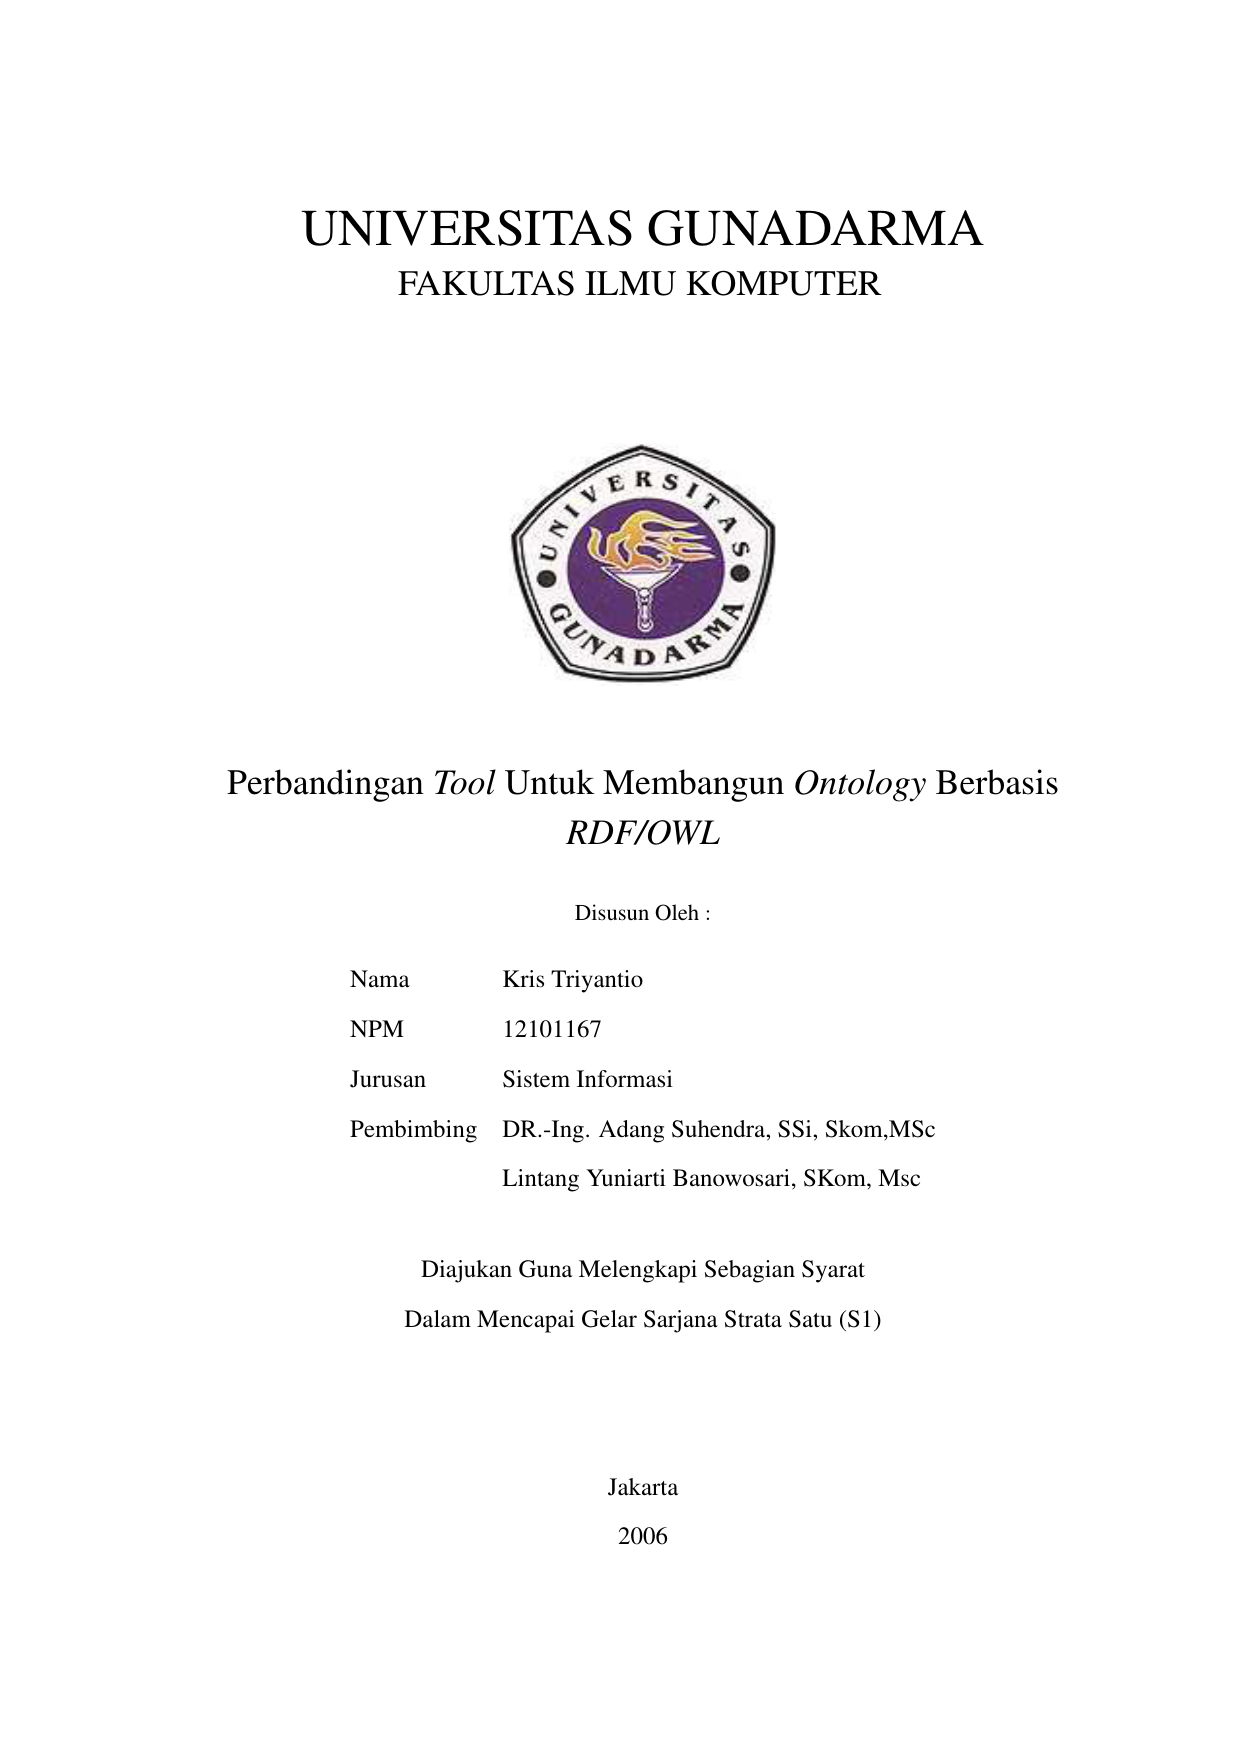 UNIVERSITAS GUNADARMA
FAKULTAS ILMU KOMPUTER
UNIVERSITAS
GUNADARMA
Perbandingan Tool Untuk Membangun Ontology Berbasis
RDF/OWL
Disusun Oleh :
Nama Kris Triyantio
NPM 12101167
Jurusan Sistem Informasi
Pembimbing DR.-Ing. Adang Suhendra, SSi, Skom,MSc
Lintang Yuniarti Banowosari, SKom, Msc
Diajukan Guna Melengkapi Sebagian Syarat
Dalam Mencapai Gelar Sarjana Strata Satu (S1)
Jakarta
2006